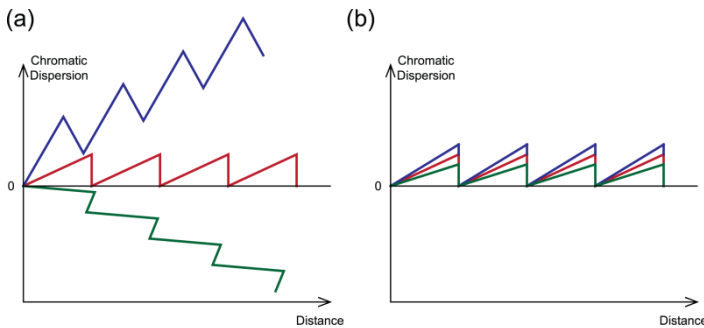 (a)
Chromatic
Dispersion
0
Distance
(b)
Chromatic
Dispersion
0
Distance